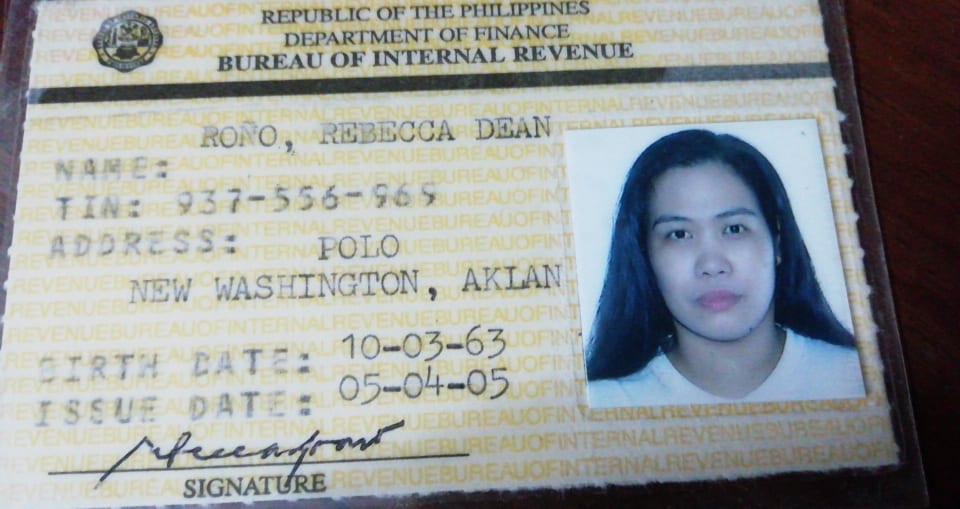 REPUBLIC OF THE PHILIPPINES
DEPARTMENT OF FINANCE
BUREAU OF INTERNAL REVENUE
ROÑO, REBECCA DEAN
NAME:
TIN: 937-556-969
ADDRESS: POLO
NEW WASHINGTON, AKLAN
BIRTH DATE: 10-03-63
ISSUE DATE: 05-04-05
SIGNATURE